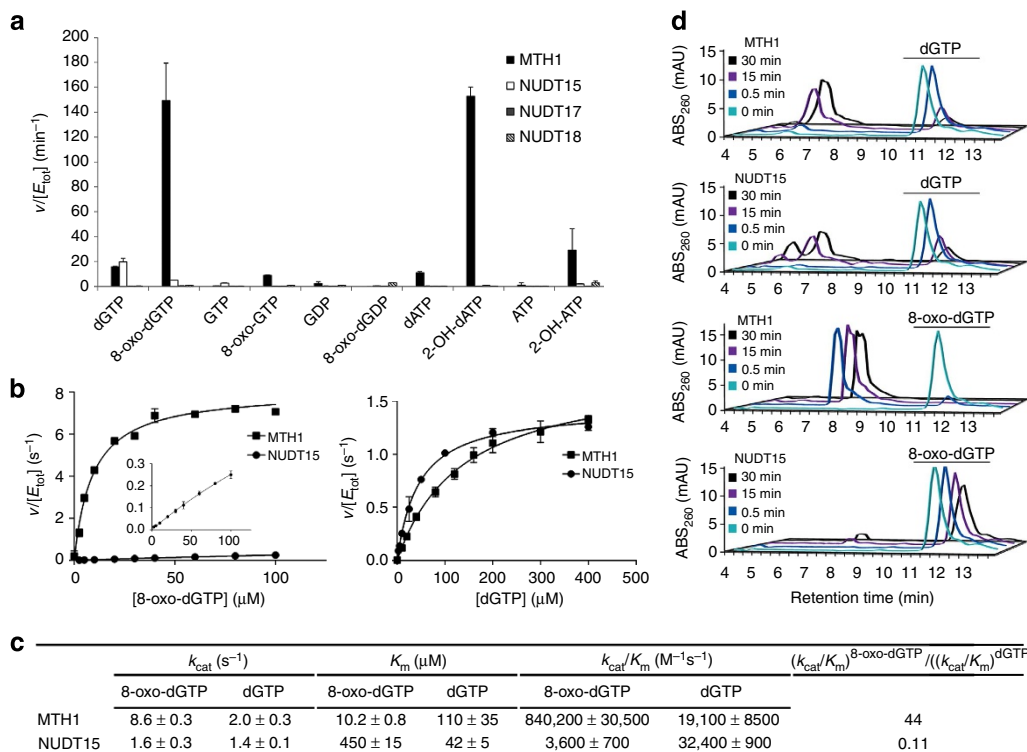 a
v/[E_tot] (min⁻¹)
200
180
160
140
120
100
80
60
40
20
0
MTH1
NUDT15
NUDT17
NUDT18
dGTP
8-oxo-dGTP
GTP
8-oxo-GTP
GDP
8-oxo-dGDP
dATP
2-OH-dATP
ATP
2-OH-ATP
b
v/[E_tot] (s⁻¹)
8
6
4
2
0
MTH1
NUDT15
0.3
0.2
0.1
0.0
0 50 100
0 50 100
[8-oxo-dGTP] (μM)
v/[E_tot] (s⁻¹)
1.5
1.0
0.5
0.0
MTH1
NUDT15
0 100 200 300 400 500
[dGTP] (μM)
d
MTH1
30 min
15 min
0.5 min
0 min
dGTP
ABS₂₆₀ (mAU)
15
10
5
0
4 5 6 7 8 9 10 11 12 13
NUDT15
30 min
15 min
0.5 min
0 min
dGTP
ABS₂₆₀ (mAU)
15
10
5
0
4 5 6 7 8 9 10 11 12 13
MTH1
30 min
15 min
0.5 min
0 min
8-oxo-dGTP
ABS₂₆₀ (mAU)
15
10
5
0
4 5 6 7 8 9 10 11 12 13
NUDT15
30 min
15 min
0.5 min
0 min
8-oxo-dGTP
ABS₂₆₀ (mAU)
15
10
5
0
4 5 6 7 8 9 10 11 12 13
Retention time (min)
c
k_cat (s⁻¹) K_m (μM) k_cat/K_m (M⁻¹s⁻¹) (k_cat/K_m)^8-oxo-dGTP /((k_cat/K_m)^dGTP
8-oxo-dGTP dGTP 8-oxo-dGTP dGTP 8-oxo-dGTP dGTP
MTH1 8.6 ± 0.3 2.0 ± 0.3 10.2 ± 0.8 110 ± 35 840,200 ± 30,500 19,100 ± 8500 44
NUDT15 1.6 ± 0.3 1.4 ± 0.1 450 ± 15 42 ± 5 3,600 ± 700 32,400 ± 900 0.11